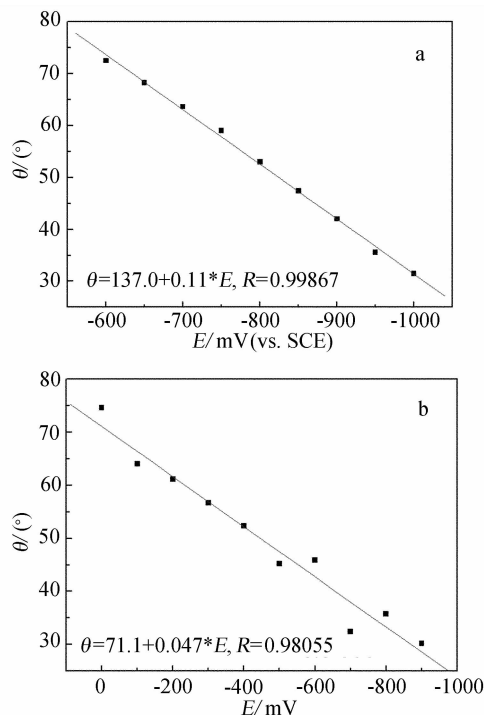 80
a
70
60
θ/(°)
50
40
30
θ=137.0+0.11*E, R=0.99867
-600 -700 -800 -900 -1000
E/mV(vs. SCE)
80
b
70
60
θ/(°)
50
40
30
θ=71.1+0.047*E, R=0.98055
0 -200 -400 -600 -800 -1000
E/mV